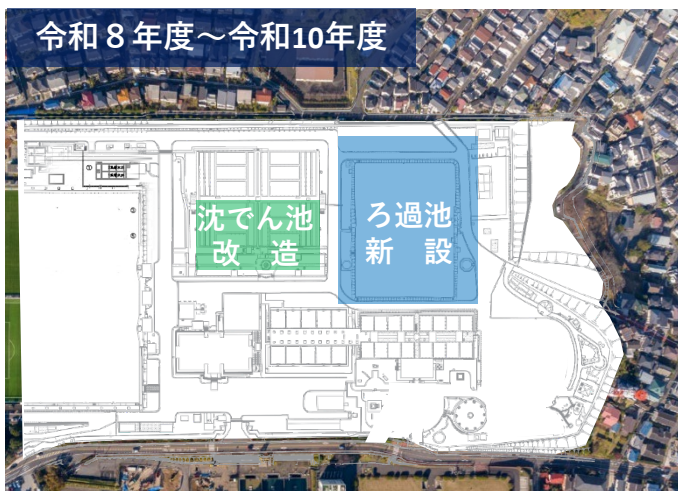 令和８年度～令和10年度
沈でん池
改　造
ろ過池
新　設